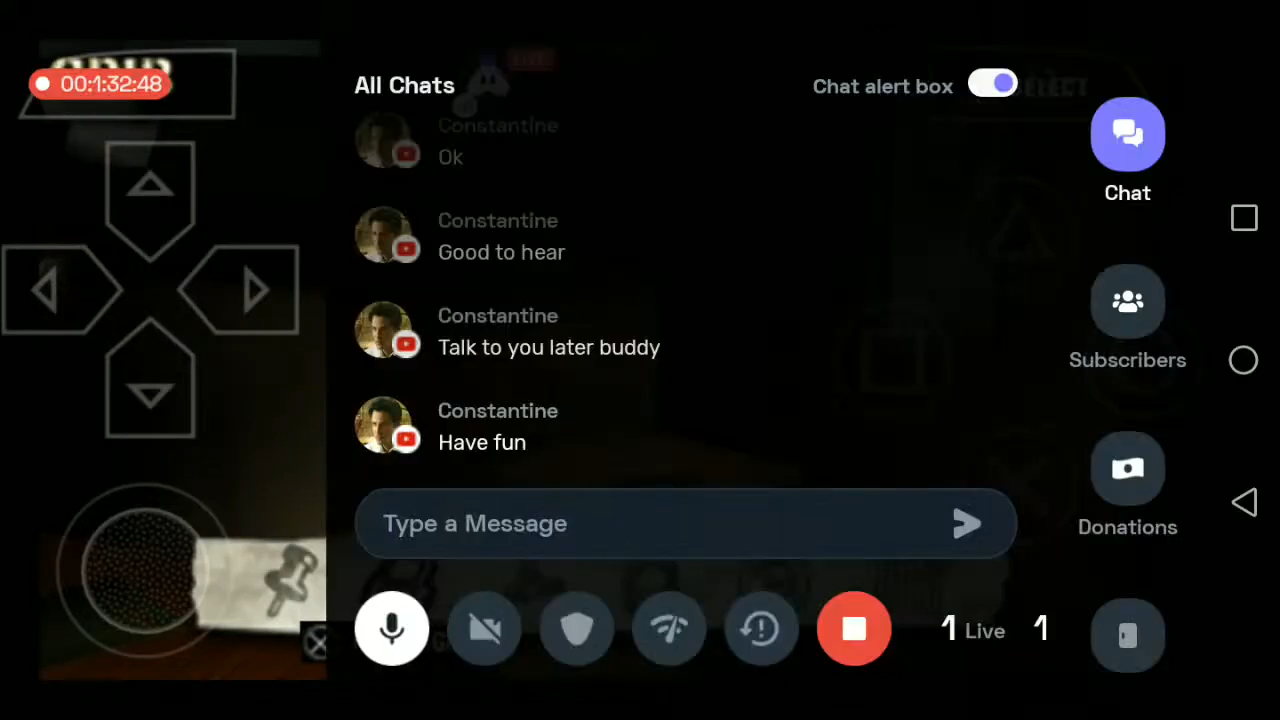 00:1:32:48
All Chats
Chat alert box
Constantine
Ok
Constantine
Good to hear
Constantine
Talk to you later buddy
Constantine
Have fun
Type a Message
1 Live 1
Chat
Subscribers
Donations